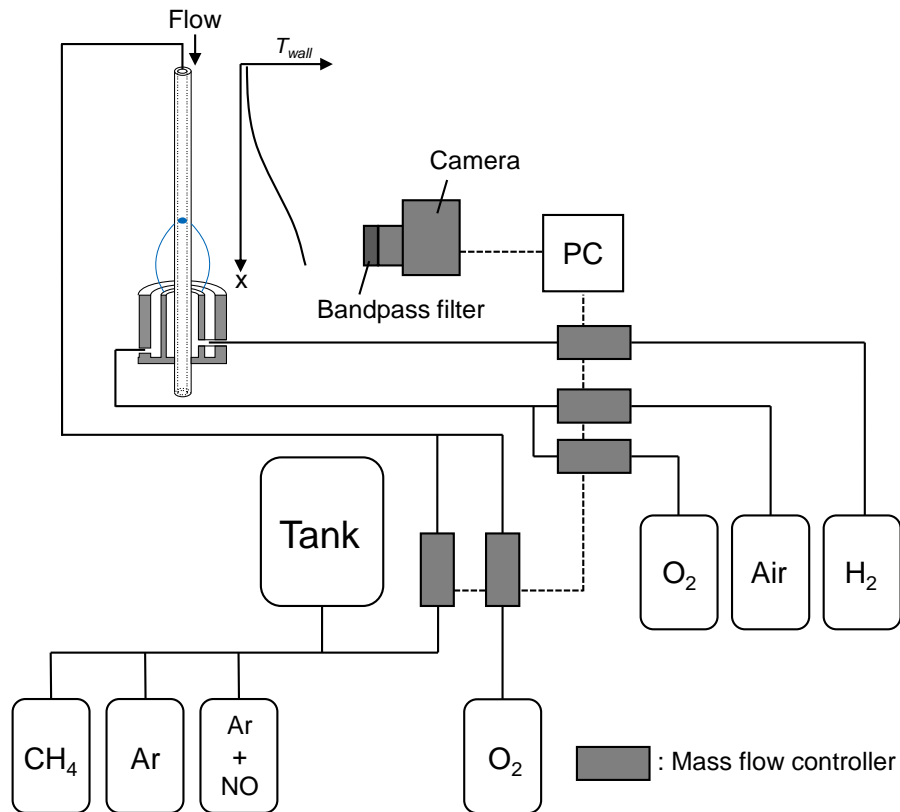 Flow
T_wall
Camera
PC
x
Bandpass filter
Tank
O₂
Air
H₂
CH₄
Ar
Ar
+
NO
O₂
: Mass flow controller